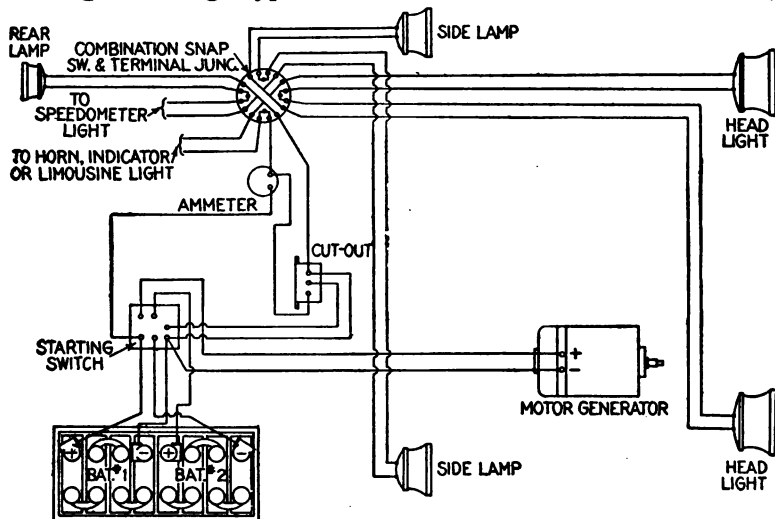 REAR
LAMP
COMBINATION SNAP
SW. & TERMINAL JUNC.
SIDE LAMP
TO
SPEEDOMETER
LIGHT
HEAD
LIGHT
TO HORN, INDICATOR
OR LIMOUSINE LIGHT
AMMETER
CUT-OUT
STARTING
SWITCH
+
-
MOTOR GENERATOR
+ - + -
BAT.#1 BAT.#2
SIDE LAMP
HEAD
LIGHT